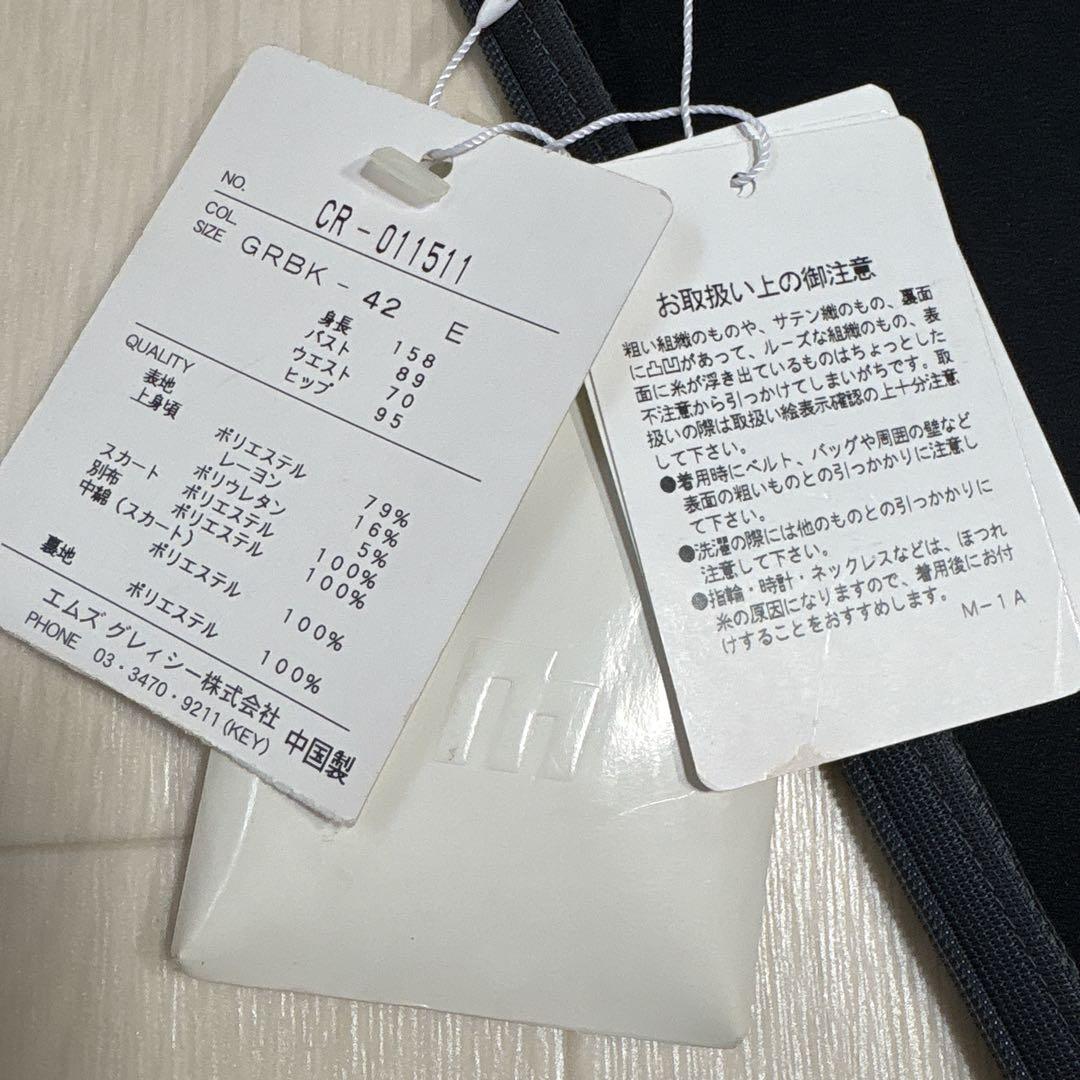 NO. CR-011511
COL GRBK-42 E
SIZE
身長 158
バスト 89
ウエスト 70
ヒップ 95
QUALITY
表地
上身頃 ポリエステル 79%
レーヨン 16%
ポリウレタン 5%
スカート ポリエステル 100%
別布 ポリエステル 100%
中綿(スカート)
ポリエステル 100%
裏地 ポリエステル 100%
エムズ グレィシー株式会社 中国製
PHONE 03・3470・9211(KEY)
お取扱い上の御注意
粗い組織のものや、サテン織のもの、裏面
に凸凹があって、ルーズな組織のもの、表
面に糸が浮き出ているものはちょっとした
不注意から引っかけてしまいがちです。取
扱いの際は取扱い絵表示確認の上十分注意
して下さい。
●着用時にベルト、バッグや周囲の壁など
表面の粗いものとの引っかかりに注意し
て下さい。
●洗濯の際には他のものとの引っかかりに
注意して下さい。
●指輪・時計・ネックレスなどは、ほつれ
糸の原因になりますので、着用後にお付
けすることをおすすめします。
M-1A